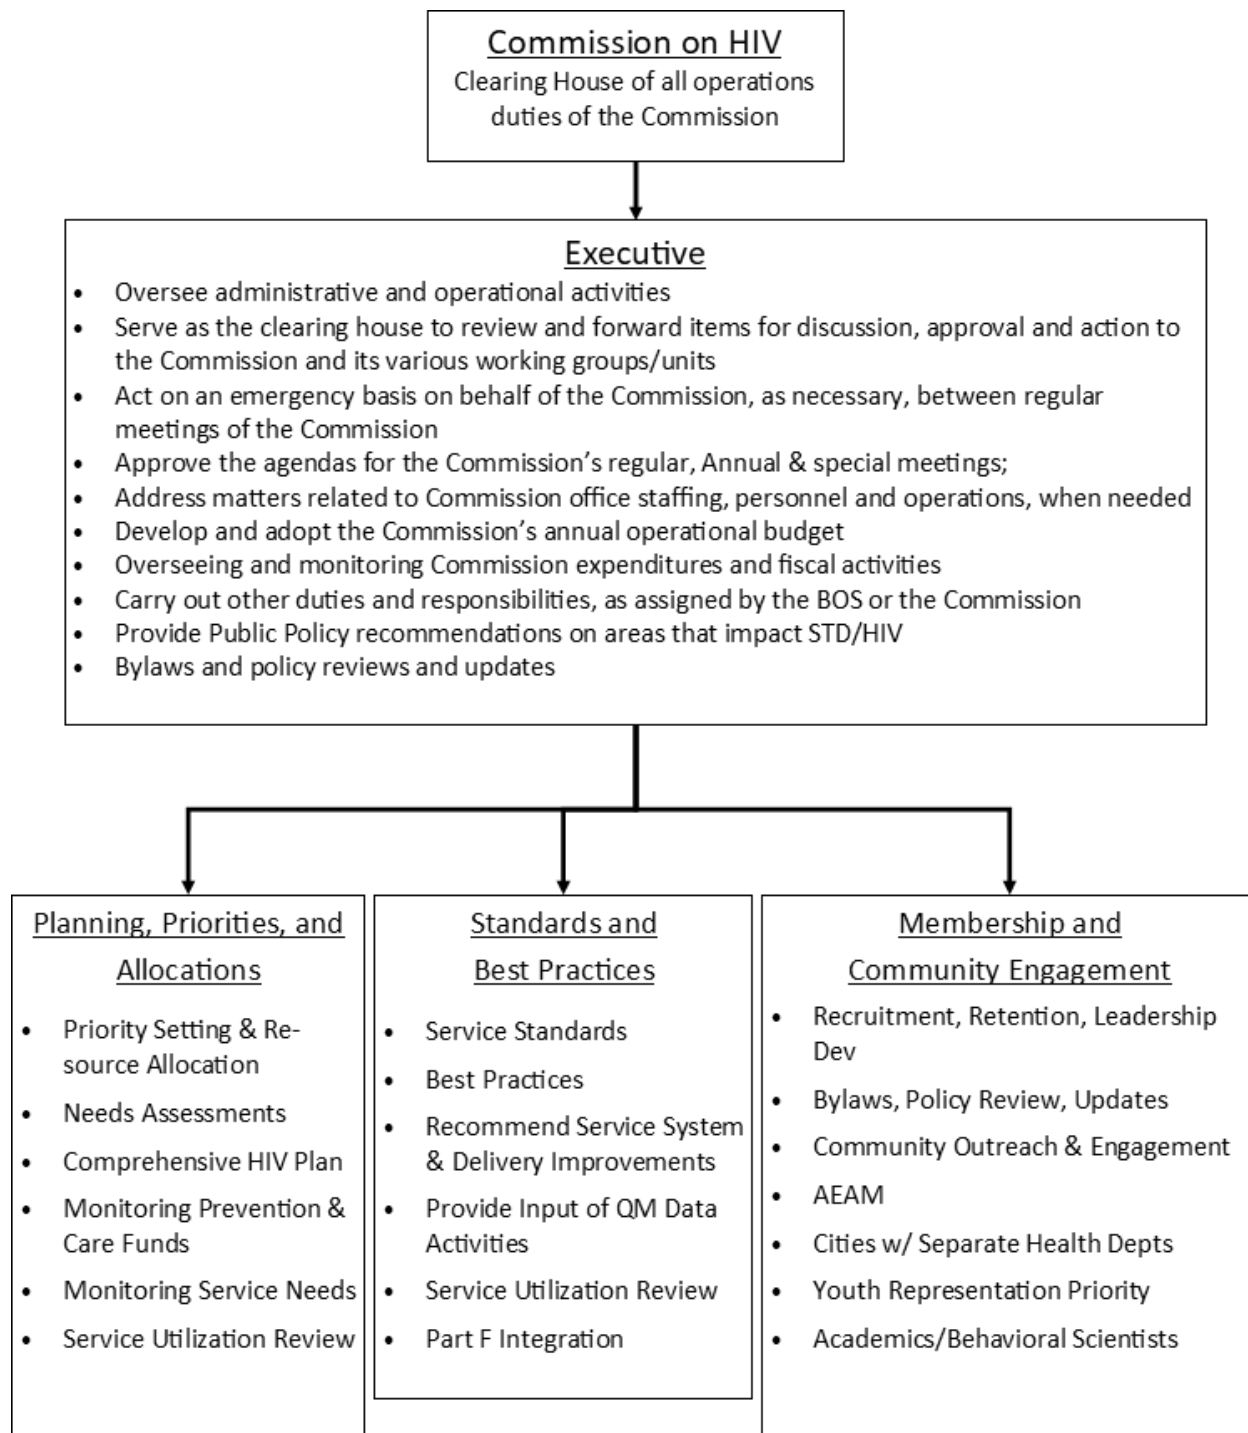 Commission on HIV
Clearing House of all operations
duties of the Commission
Executive
• Oversee administrative and operational activities
• Serve as the clearing house to review and forward items for discussion, approval and action to
the Commission and its various working groups/units
• Act on an emergency basis on behalf of the Commission, as necessary, between regular
meetings of the Commission
• Approve the agendas for the Commission’s regular, Annual & special meetings;
• Address matters related to Commission office staffing, personnel and operations, when needed
• Develop and adopt the Commission’s annual operational budget
• Overseeing and monitoring Commission expenditures and fiscal activities
• Carry out other duties and responsibilities, as assigned by the BOS or the Commission
• Provide Public Policy recommendations on areas that impact STD/HIV
• Bylaws and policy reviews and updates
Planning, Priorities, and
Allocations
• Priority Setting & Re-
source Allocation
• Needs Assessments
• Comprehensive HIV Plan
• Monitoring Prevention &
Care Funds
• Monitoring Service Needs
• Service Utilization Review
Standards and
Best Practices
• Service Standards
• Best Practices
• Recommend Service System
& Delivery Improvements
• Provide Input of QM Data
Activities
• Service Utilization Review
• Part F Integration
Membership and
Community Engagement
• Recruitment, Retention, Leadership
Dev
• Bylaws, Policy Review, Updates
• Community Outreach & Engagement
• AEAM
• Cities w/ Separate Health Depts
• Youth Representation Priority
• Academics/Behavioral Scientists